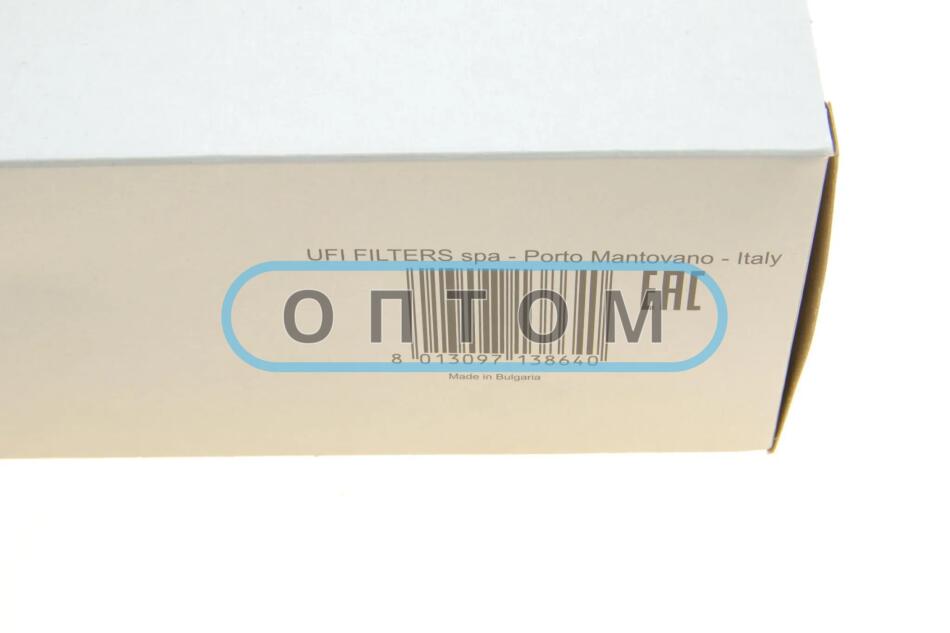 UFI FILTERS spa - Porto Mantovano - Italy
EAC
ОПТОМ
8 013097 138640
Made in Bulgaria